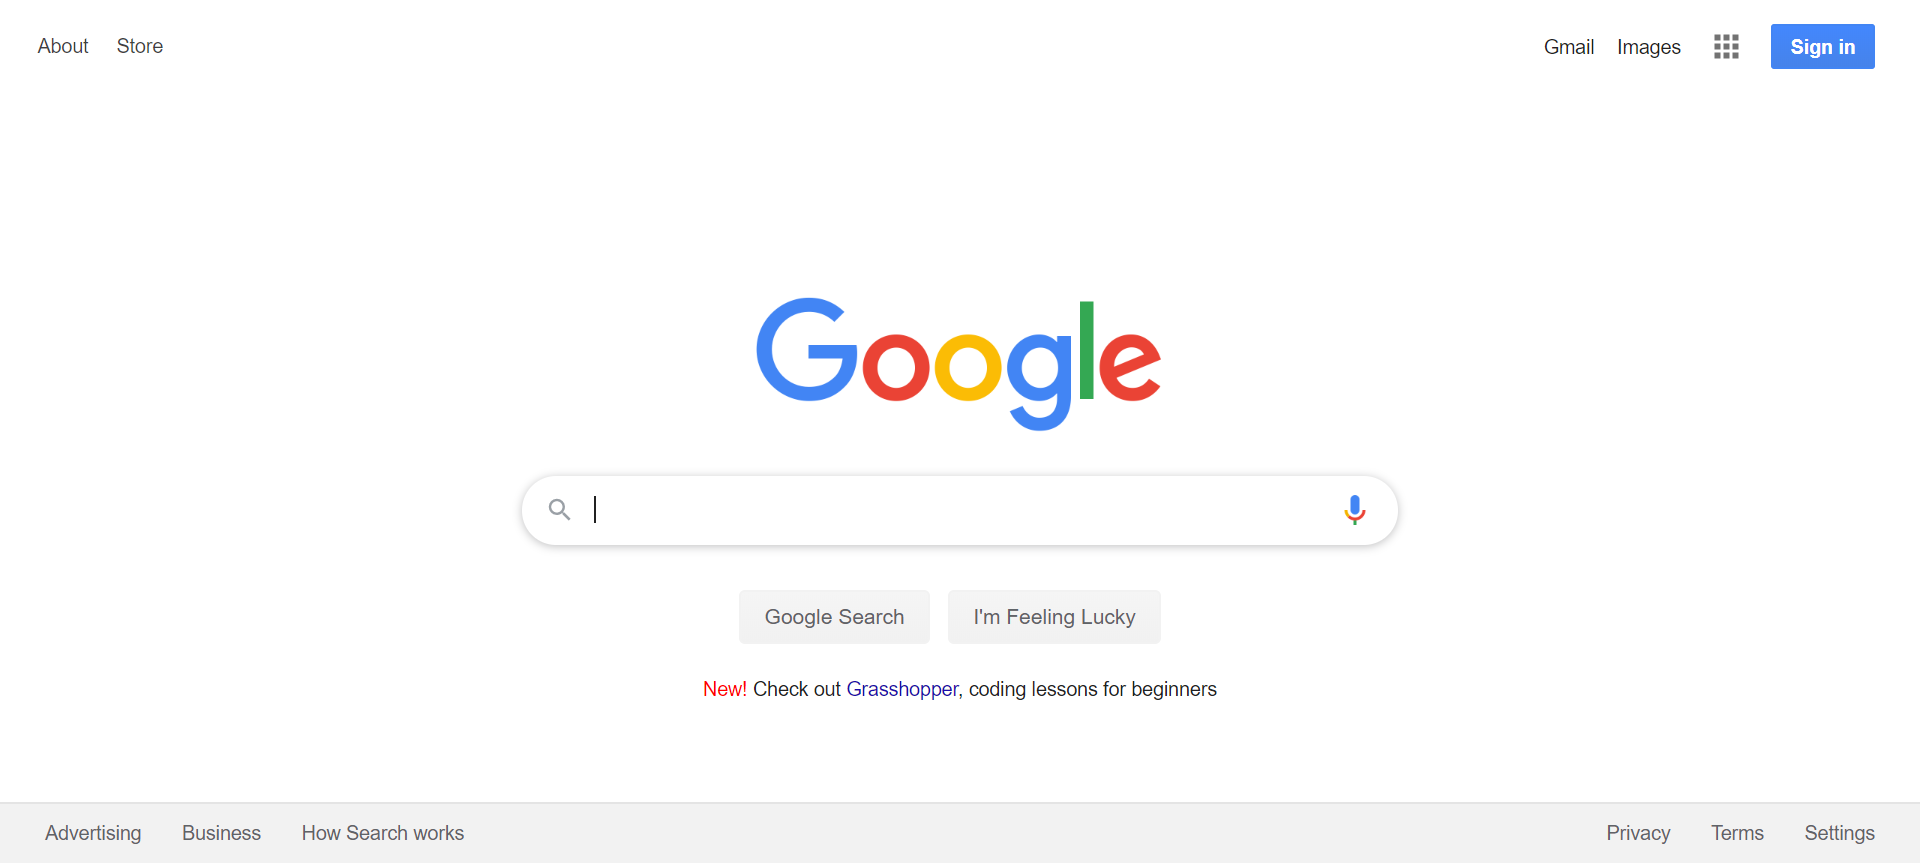 About Store Gmail Images Sign in
Google
Google Search I'm Feeling Lucky
New! Check out Grasshopper, coding lessons for beginners
Advertising Business How Search works Privacy Terms Settings